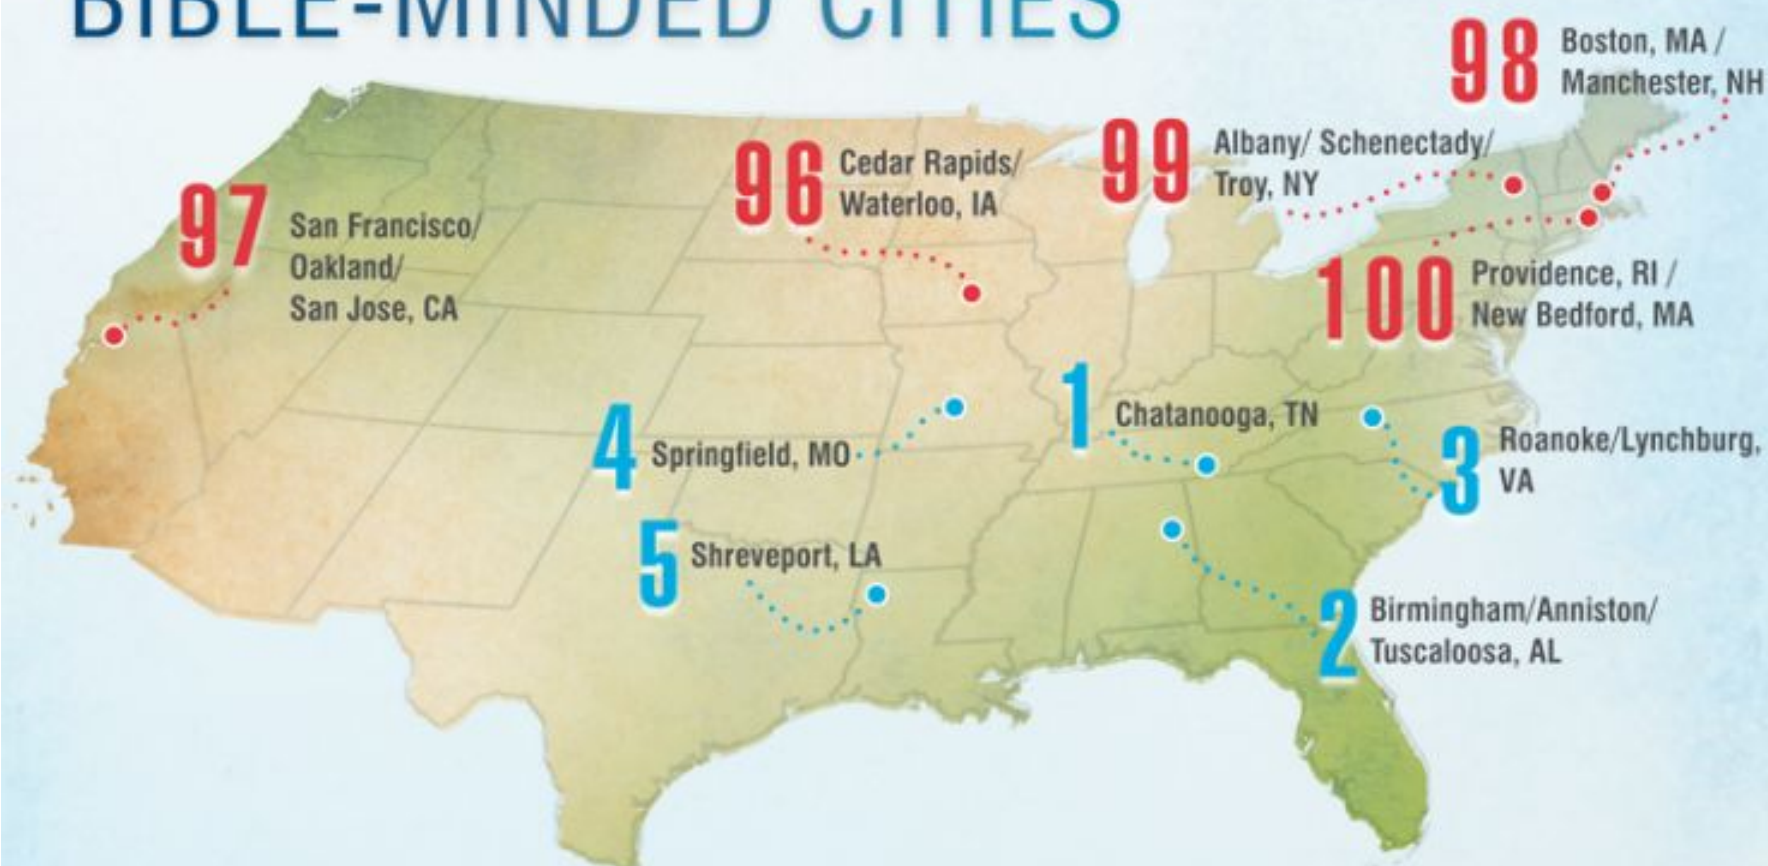 BIBLE-MINDED CITIES
98
Boston, MA /
Manchester, NH
99
Albany/ Schenectady/
Troy, NY
96
Cedar Rapids/
Waterloo, IA
97
San Francisco/
Oakland/
San Jose, CA
100
Providence, RI /
New Bedford, MA
1
Chatanooga, TN
4
Springfield, MO
3
Roanoke/Lynchburg,
VA
5
Shreveport, LA
2
Birmingham/Anniston/
Tuscaloosa, AL